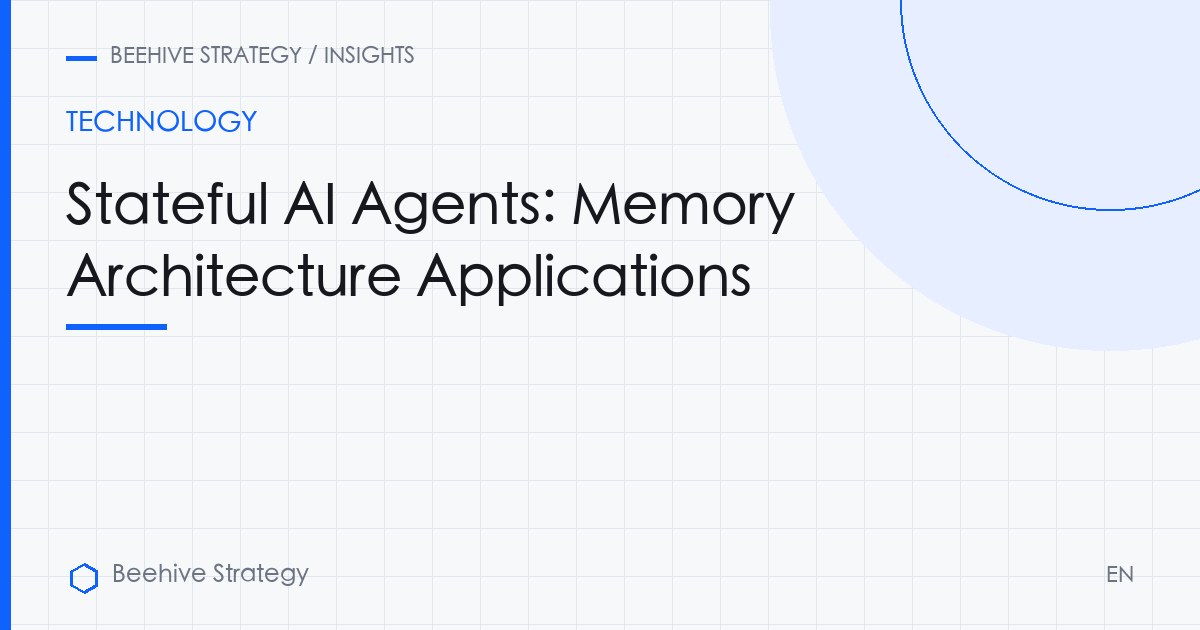 BEEHIVE STRATEGY / INSIGHTS
TECHNOLOGY
Stateful AI Agents: Memory
Architecture Applications
Beehive Strategy
EN